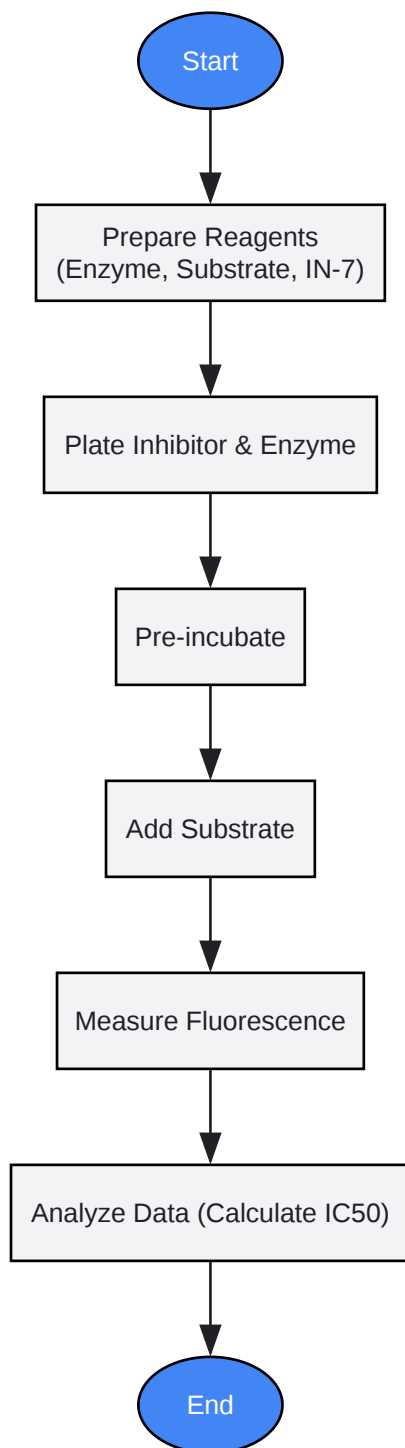 Start
Prepare Reagents
(Enzyme, Substrate, IN-7)
Plate Inhibitor & Enzyme
Pre-incubate
Add Substrate
Measure Fluorescence
Analyze Data (Calculate IC50)
End